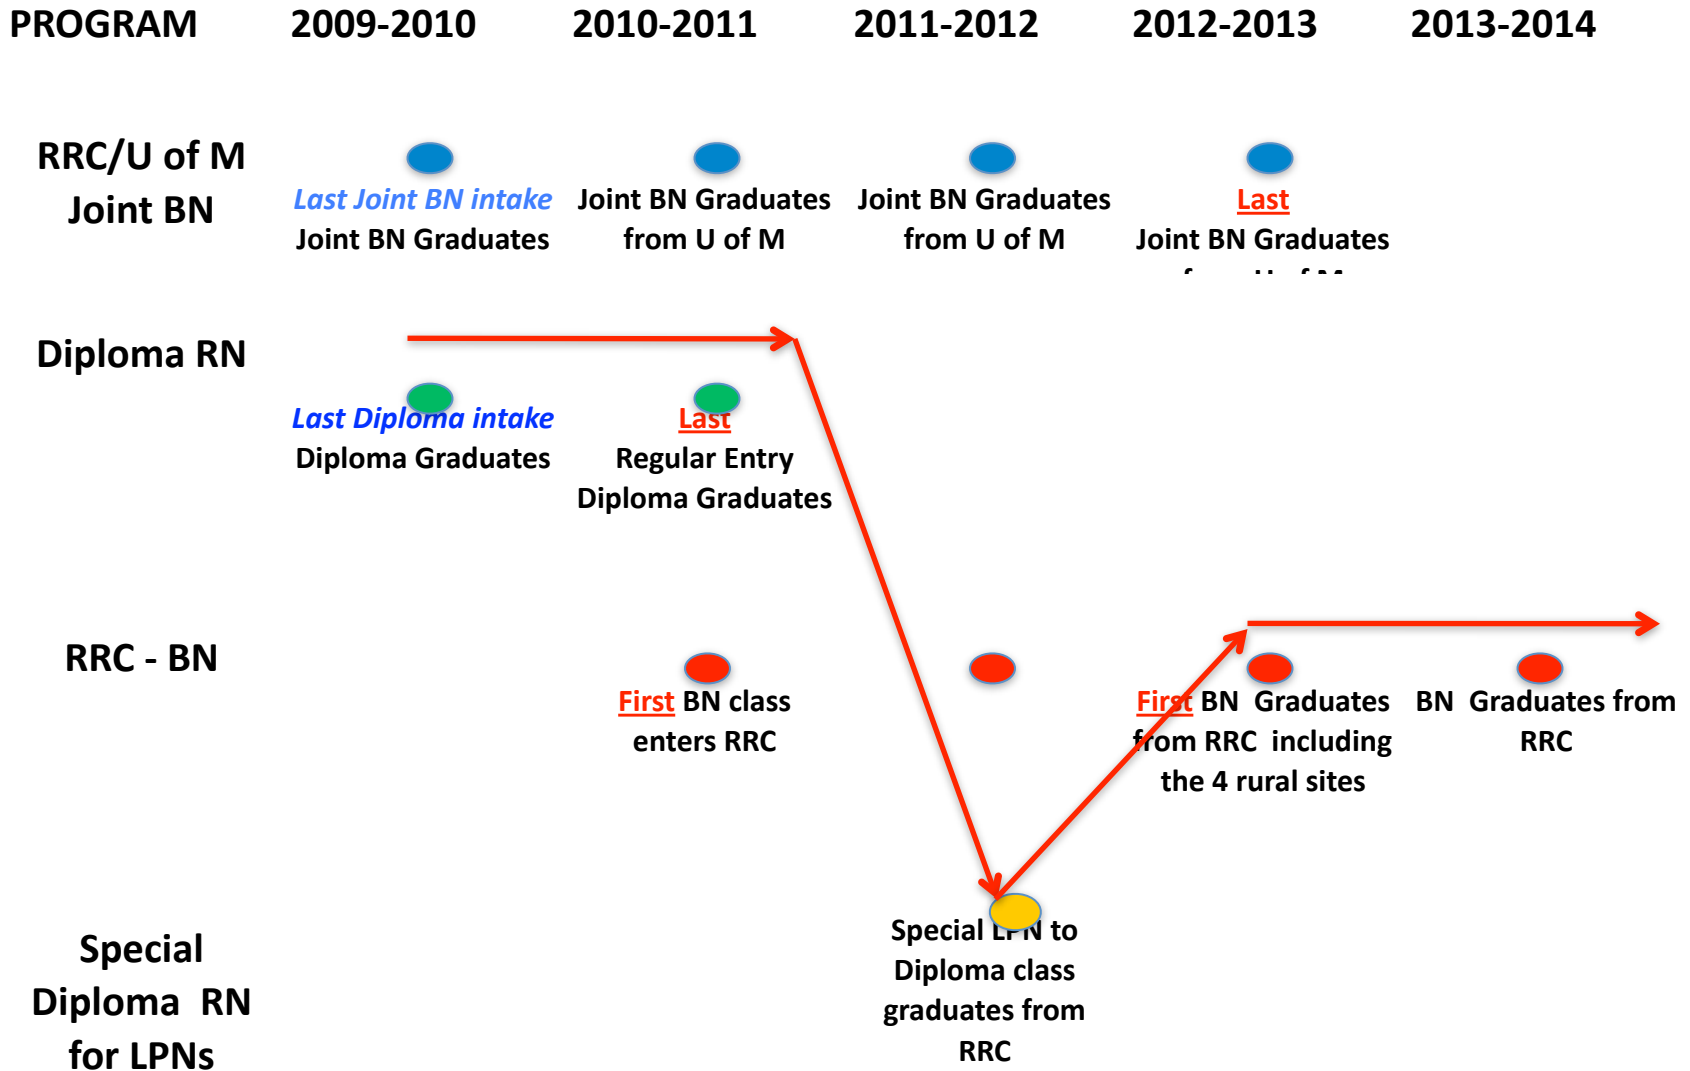 PROGRAM 2009-2010 2010-2011 2011-2012 2012-2013 2013-2014
RRC/U of M
Joint BN
Last Joint BN intake
Joint BN Graduates
Joint BN Graduates
from U of M
Joint BN Graduates
from U of M
Last
Joint BN Graduates
from U of M
Diploma RN
Last Diploma intake
Diploma Graduates
Last
Regular Entry
Diploma Graduates
RRC - BN
First BN class
enters RRC
First BN Graduates
from RRC including
the 4 rural sites
BN Graduates from
RRC
Special
Diploma RN
for LPNs
Special LPN to
Diploma class
graduates from
RRC